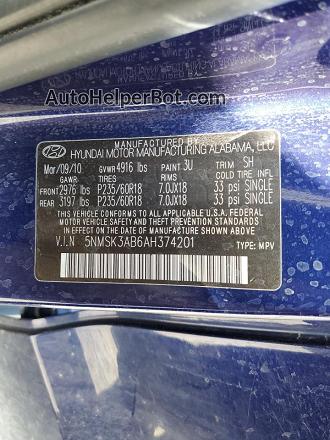 AutoHelperBot.com
MANUFACTURED BY
HYUNDAI MOTOR MANUFACTURING ALABAMA, LLC
Mar/09/10 GVWR 4916 lbs PAINT 3U TRIM SH
GAWR TIRES RIMS COLD TIRE INFL
FRONT 2976 lbs P235/60R18 7.0JX18 33 psi SINGLE
REAR 3197 lbs P235/60R18 7.0JX18 33 psi SINGLE
THIS VEHICLE CONFORMS TO ALL APPLICABLE FEDERAL
MOTOR VEHICLE SAFETY AND THEFT PREVENTION STANDARDS
IN EFFECT ON THE DATE OF MANUFACTURE SHOWN ABOVE.
V.I.N 5NMSK3AB6AH374201 TYPE: MPV